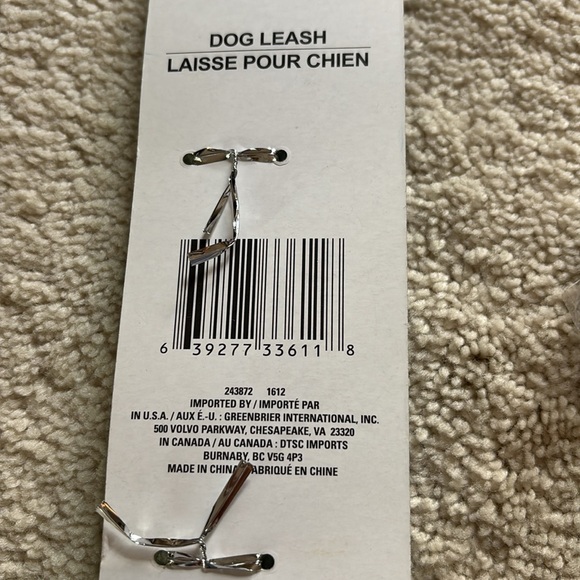 DOG LEASH
LAISSE POUR CHIEN
6 39277 33611 8
243872 1612
IMPORTED BY / IMPORTÉ PAR
IN U.S.A. / AUX É.-U. : GREENBRIER INTERNATIONAL, INC.
500 VOLVO PARKWAY, CHESAPEAKE, VA 23320
IN CANADA / AU CANADA : DTSC IMPORTS
BURNABY, BC V5G 4P3
MADE IN CHINA ABRIQUÉ EN CHINE